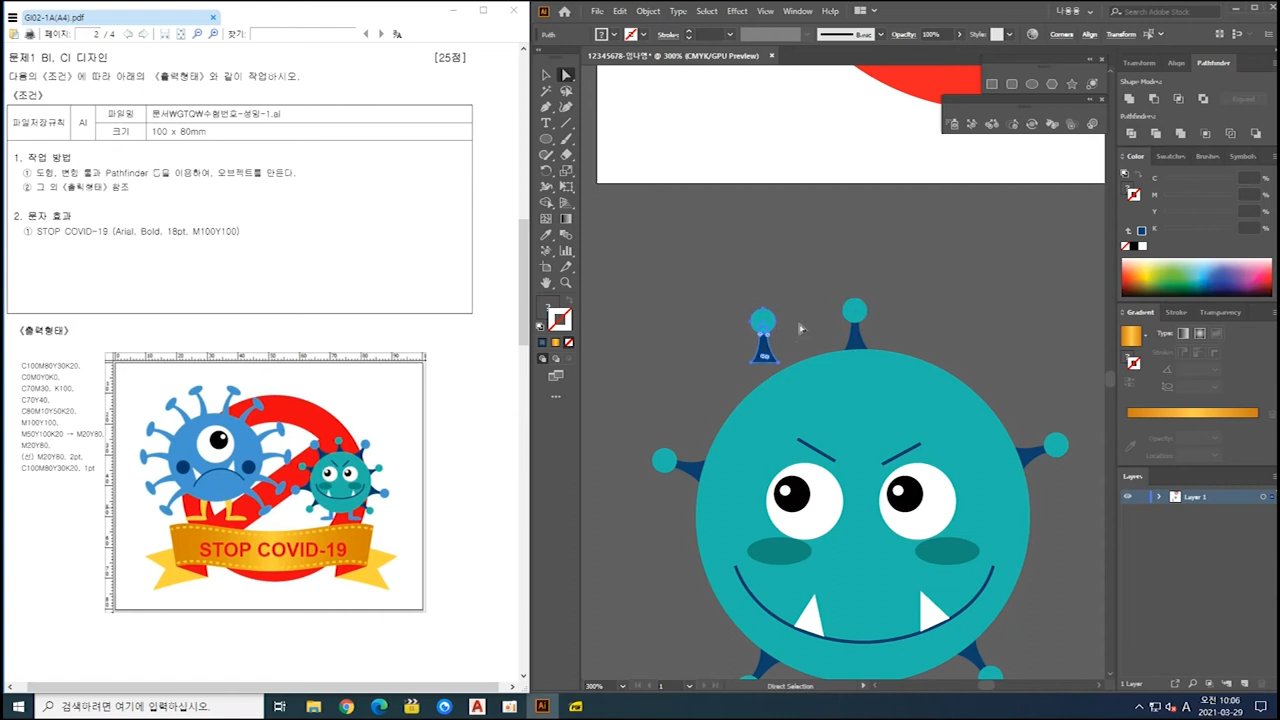 GI02-1A(A4).pdf
페이지: 2 / 4 찾기:
문제1 BI, CI 디자인 [25점]
다음의 《조건》에 따라 아래의 《출력형태》와 같이 작업하시오.
《조건》
파일저장규칙 AI 파일명 문서₩GTQ₩수험번호-성명-1.ai
크기 100 x 80mm
1. 작업 방법
① 도형, 변형 툴과 Pathfinder 등을 이용하여, 오브젝트를 만든다.
② 그 외《출력형태》참조
2. 문자 효과
① STOP COVID-19 (Arial, Bold, 18pt, M100Y100)
《출력형태》
C100M80Y30K20,
C0M0Y0K0,
C70M30, K100,
C70Y40,
C80M10Y50K20,
M100Y100,
M50Y100K20 → M20Y80,
M20Y80,
(선) M20Y80, 2pt,
C100M80Y30K20, 1pt
STOP COVID-19
File Edit Object Type Select Effect View Window Help
Search Adobe Stock
Path Stroke: Basic Opacity: 100% Style: Corners Align Transform
300% (CMYK/GPU Preview)
Transform Align Pathfinder
Shape Modes:
Expand
Pathfinders:
Color Swatches Brushes Symbols
C %
M %
Y %
K %
Gradient Stroke Transparency
Type:
Stroke:
Opacity:
Location:
Layers
Layer 1
1 Layer
300% 1 Direct Selection
검색하려면 여기에 입력하십시오.
오전 10:06
2021-03-29